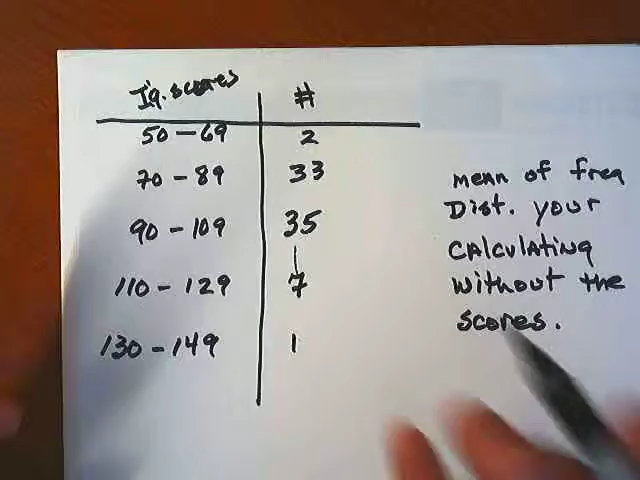 I.q. scores #
50 - 69 2
70 - 89 33
90 - 109 35
110 - 129 7
130 - 149 1
mean of freq
Dist. your
CALCULATING
without the
scores.